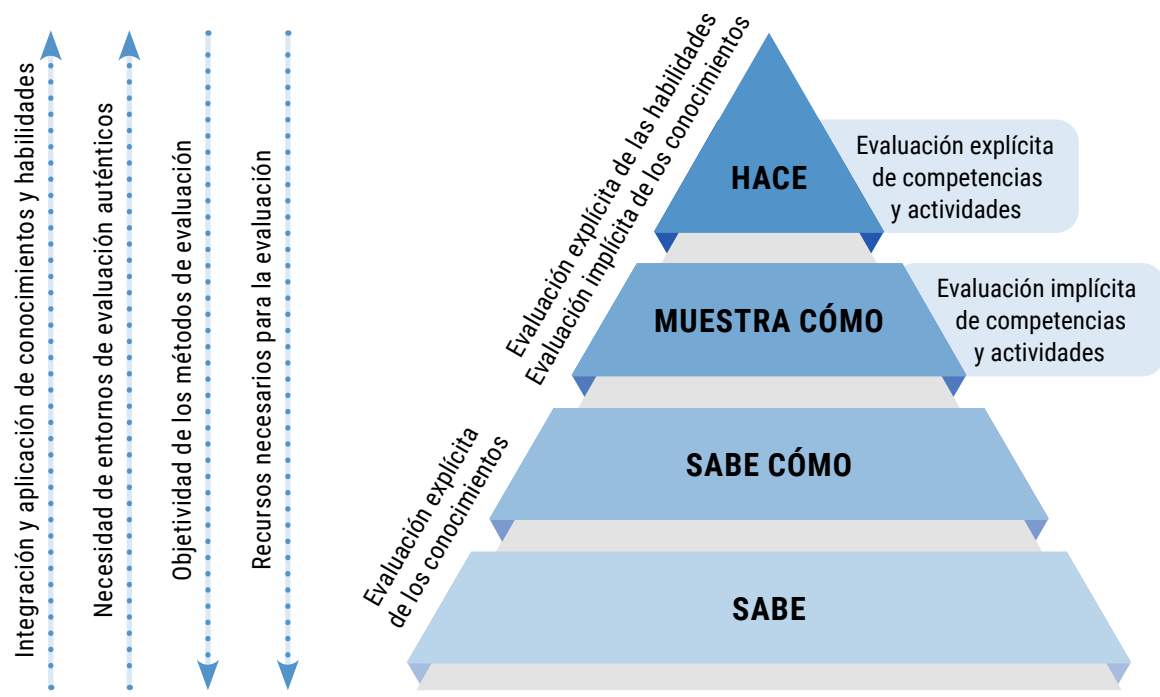 Integración y aplicación de conocimientos y habilidades
Necesidad de entornos de evaluación auténticos
Objetividad de los métodos de evaluación
Recursos necesarios para la evaluación
Evaluación explícita de las habilidades
Evaluación implícita de los conocimientos
HACE
Evaluación explícita
de competencias
y actividades
MUESTRA CÓMO
Evaluación implícita
de competencias
y actividades
Evaluación explícita
de los conocimientos
SABE CÓMO
SABE